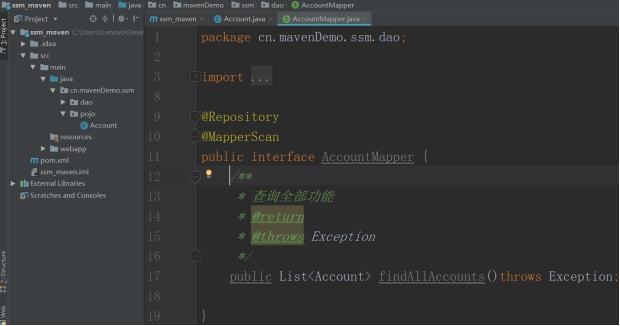 ssm_maven src main java cn mavenDemo ssm dao AccountMapper
1: Project
Project
ssm_maven C:\Users\Lenovo\Desk
.idea
src
main
java
cn.mavenDemo.ssm
dao
pojo
Account
resources
webapp
pom.xml
ssm_maven.iml
External Libraries
Scratches and Consoles
Z: Structure
Web
ssm_maven Account.java AccountMapper.java
1 package cn.mavenDemo.ssm.dao;
2
3 import ...
8
9 @Repository
10 @MapperScan
11 public interface AccountMapper {
12 /**
13 * 查询全部功能
14 * @return
15 * @throws Exception
16 */
17 public List<Account> findAllAccounts()throws Exception;
18
19 }